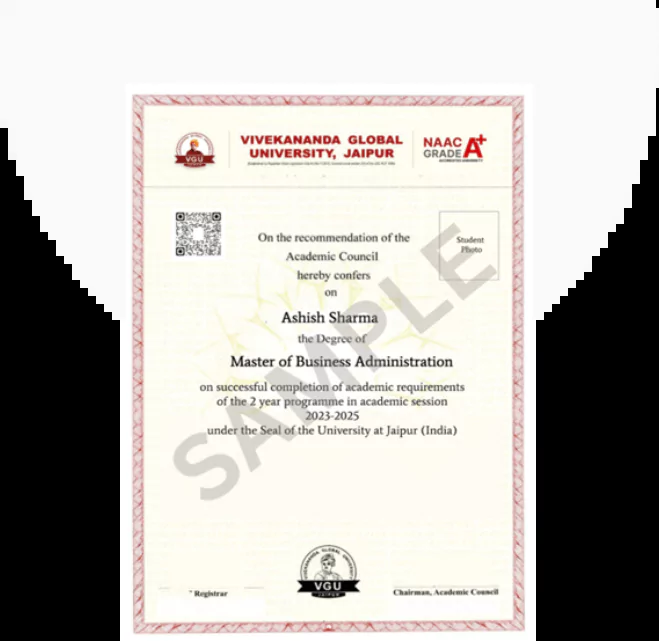 VGU
VIVEKANANDA GLOBAL
UNIVERSITY, JAIPUR
NAAC
GRADE A+
ACCREDITED UNIVERSITY
Student
Photo
On the recommendation of the
Academic Council
hereby confers
on
Ashish Sharma
the Degree of
Master of Business Administration
on successful completion of academic requirements
of the 2 year programme in academic session
2023-2025
under the Seal of the University at Jaipur (India)
SAMPLE
VIVEKANANDA GLOBAL UNIVERSITY
VGU
JAIPUR
Registrar
Chairman, Academic Council